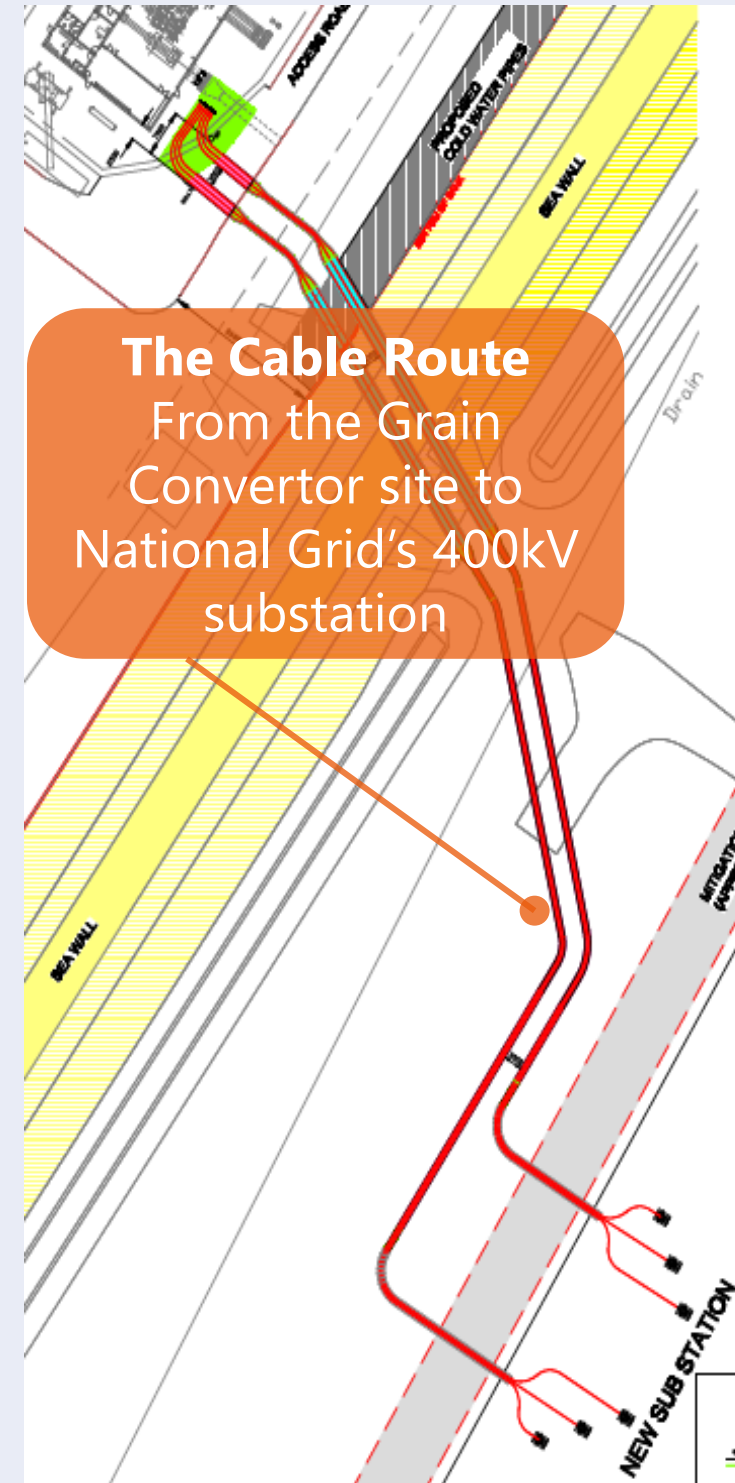 ACCESS ROAD
PROPOSED
COLD WATER PIPES
SEA WALL
The Cable Route
From the Grain
Convertor site to
National Grid’s 400kV
substation
Drain
SEA WALL
NEW SUB STATION